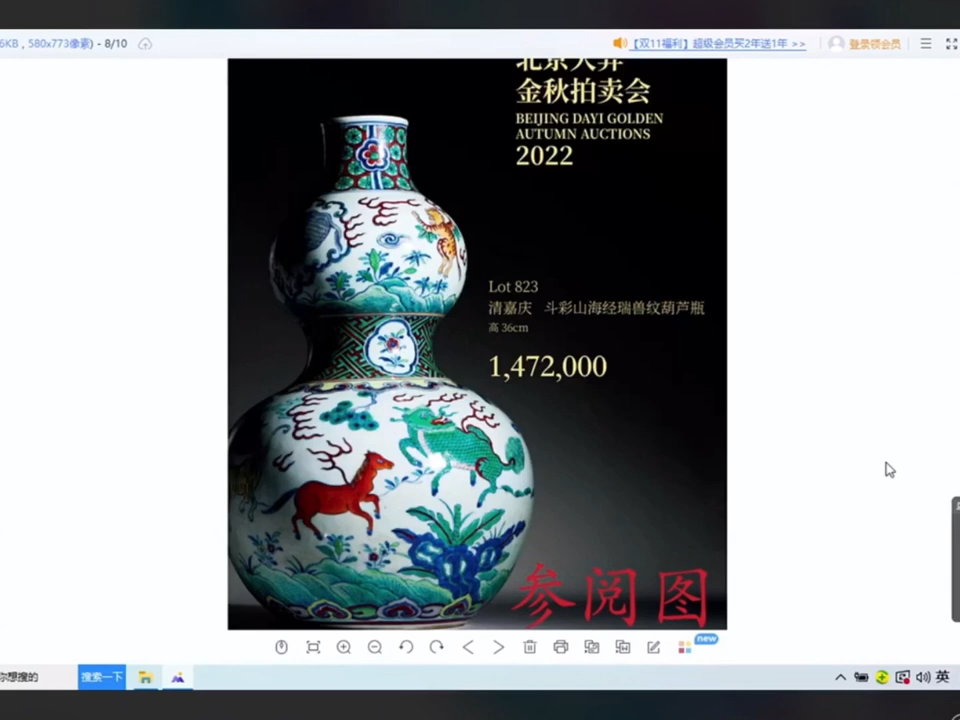 6KB，580x773像素) - 8/10
【双11福利】超级会员买2年送1年 >>
登录领会员
北京大羿
金秋拍卖会
BEIJING DAYI GOLDEN
AUTUMN AUCTIONS
2022
Lot 823
清嘉庆 斗彩山海经瑞兽纹葫芦瓶
高 36cm
1,472,000
参阅图
new
你想搜的
搜索一下
英